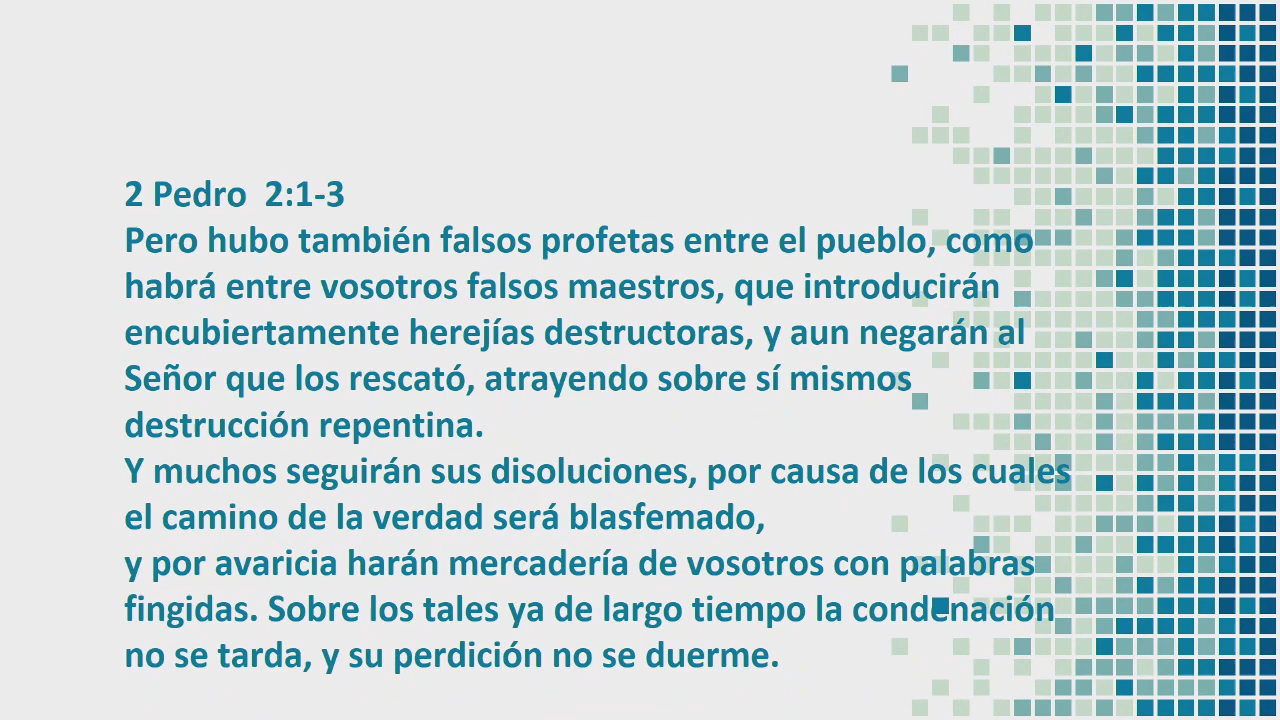 2 Pedro  2:1-3
Pero hubo también falsos profetas entre el pueblo, como
habrá entre vosotros falsos maestros, que introducirán
encubiertamente herejías destructoras, y aun negarán al
Señor que los rescató, atrayendo sobre sí mismos
destrucción repentina.
Y muchos seguirán sus disoluciones, por causa de los cuales
el camino de la verdad será blasfemado,
y por avaricia harán mercadería de vosotros con palabras
fingidas. Sobre los tales ya de largo tiempo la condenación
no se tarda, y su perdición no se duerme.